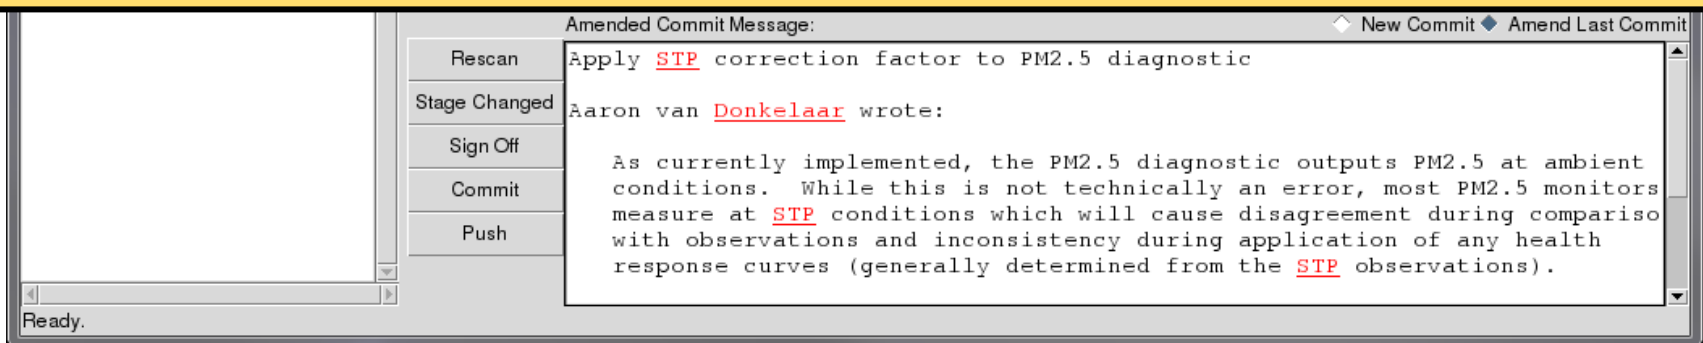 Amended Commit Message:
New Commit Amend Last Commit
Rescan
Stage Changed
Sign Off
Commit
Push
Apply STP correction factor to PM2.5 diagnostic
Aaron van Donkelaar wrote:
As currently implemented, the PM2.5 diagnostic outputs PM2.5 at ambient
conditions.  While this is not technically an error, most PM2.5 monitors
measure at STP conditions which will cause disagreement during compariso
with observations and inconsistency during application of any health
response curves (generally determined from the STP observations).
Ready.